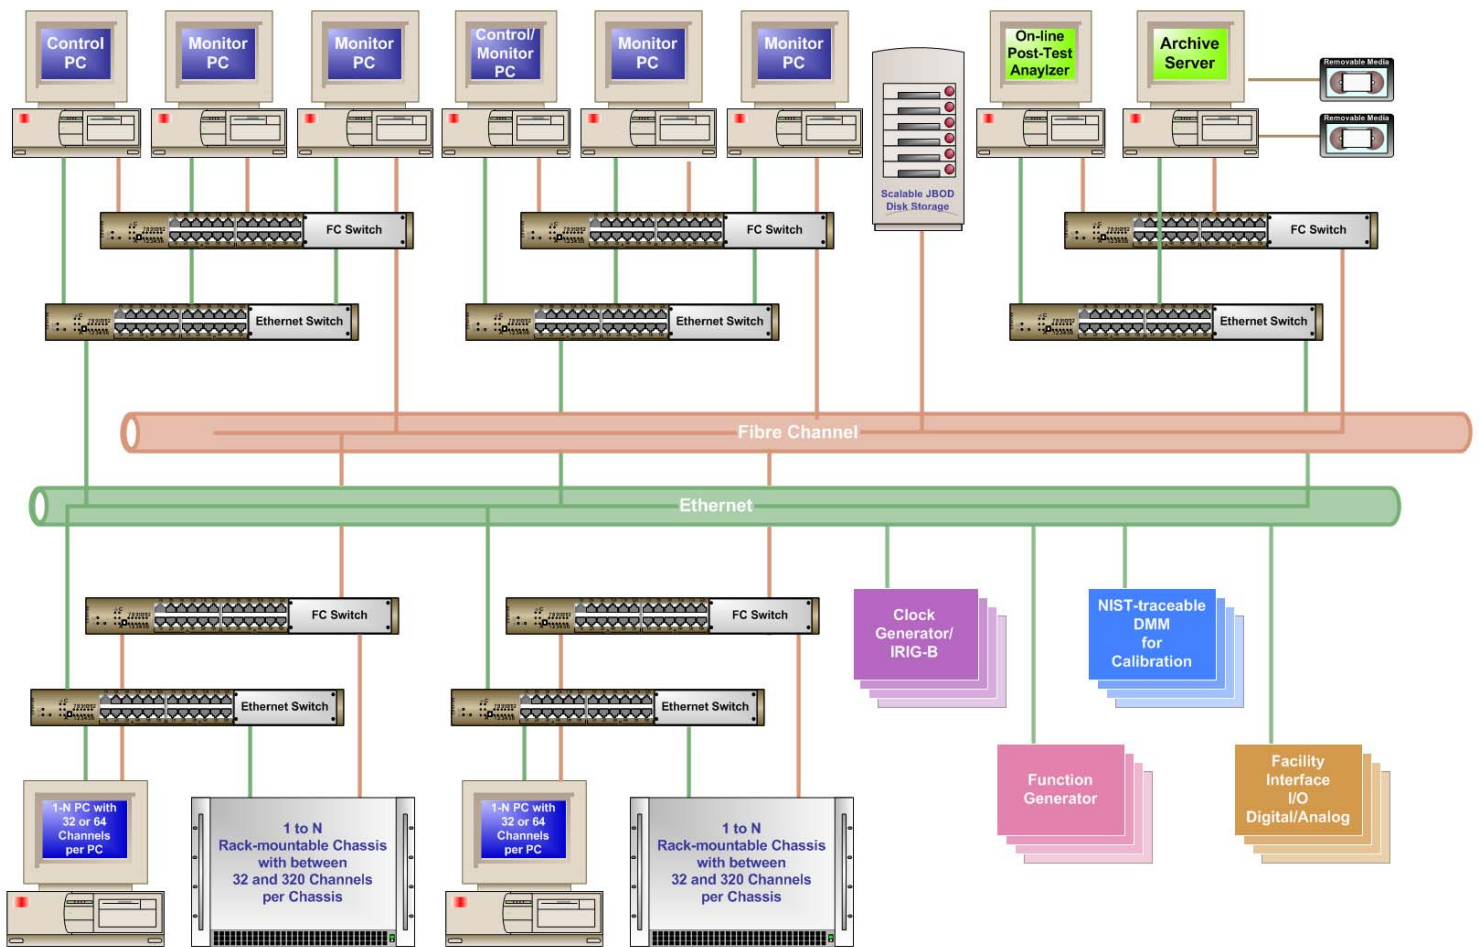 Control
PC
Monitor
PC
Monitor
PC
Control/
Monitor
PC
Monitor
PC
Monitor
PC
Scalable JBOD
Disk Storage
On-line
Post-Test
Anaylzer
Archive
Server
Removable Media
Removable Media
FC Switch
FC Switch
FC Switch
Ethernet Switch
Ethernet Switch
Ethernet Switch
Fibre Channel
Ethernet
FC Switch
FC Switch
Ethernet Switch
Ethernet Switch
Clock
Generator/
IRIG-B
NIST-traceable
DMM
for
Calibration
Function
Generator
Facility
Interface
I/O
Digital/Analog
1-N PC with
32 or 64
Channels
per PC
1 to N
Rack-mountable Chassis
with between
32 and 320 Channels
per Chassis
1-N PC with
32 or 64
Channels
per PC
1 to N
Rack-mountable Chassis
with between
32 and 320 Channels
per Chassis